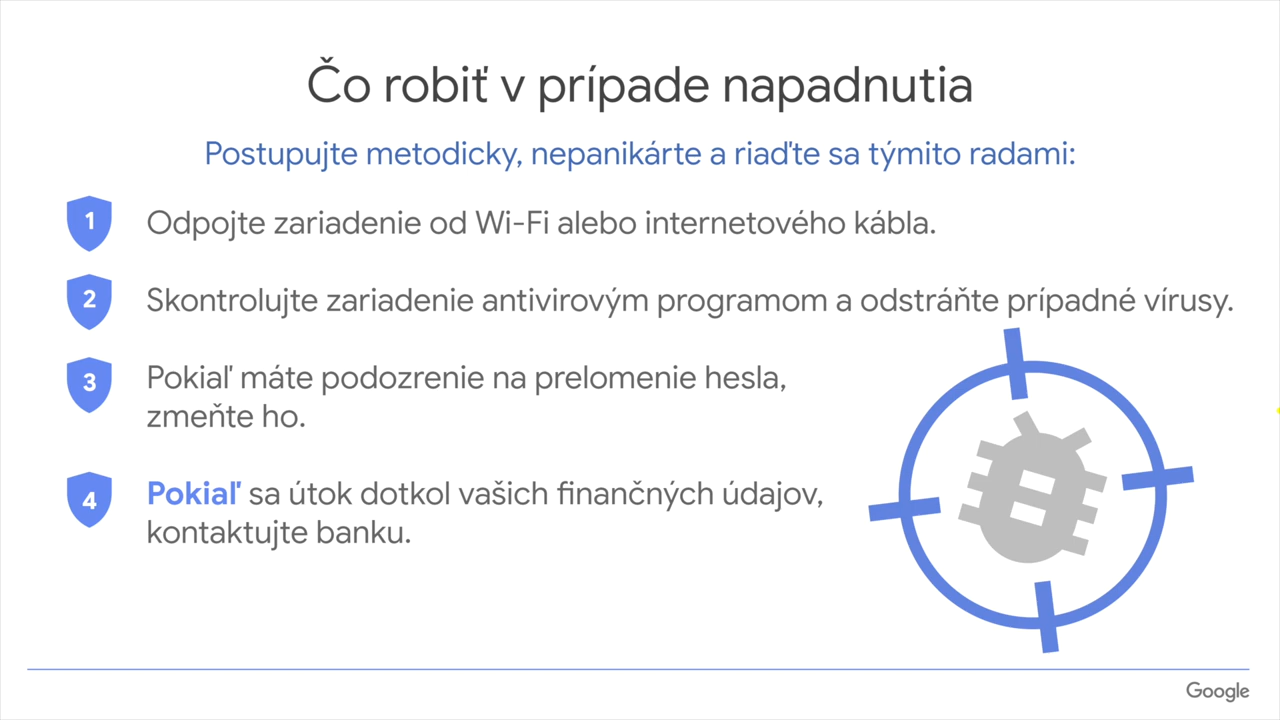 Čo robiť v prípade napadnutia
Postupujte metodicky, nepanikárte a riaďte sa týmito radami:
1 Odpojte zariadenie od Wi-Fi alebo internetového kábla.
2 Skontrolujte zariadenie antivirovým programom a odstráňte prípadné vírusy.
3 Pokiaľ máte podozrenie na prelomenie hesla,
zmeňte ho.
4 Pokiaľ sa útok dotkol vašich finančných údajov,
kontaktujte banku.
Google